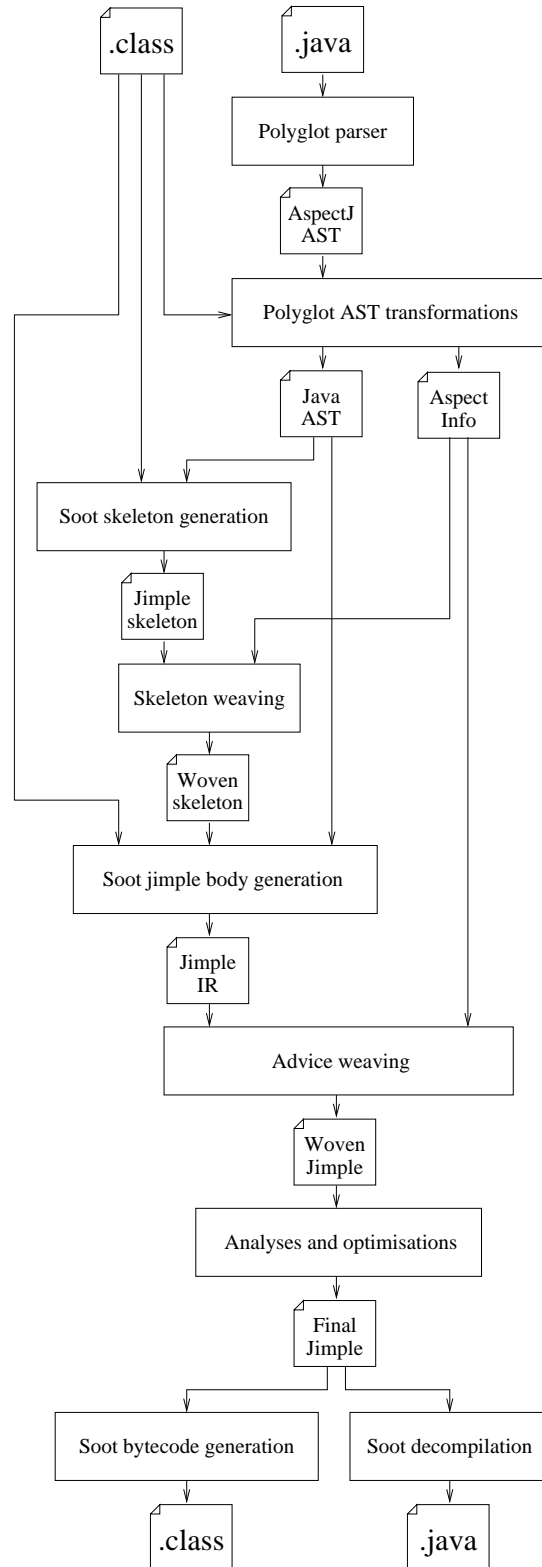 .class
.java
Polyglot parser
AspectJ
AST
Polyglot AST transformations
Java
AST
Aspect
Info
Soot skeleton generation
Jimple
skeleton
Skeleton weaving
Woven
skeleton
Soot jimple body generation
Jimple
IR
Advice weaving
Woven
Jimple
Analyses and optimisations
Final
Jimple
Soot bytecode generation
Soot decompilation
.class
.java